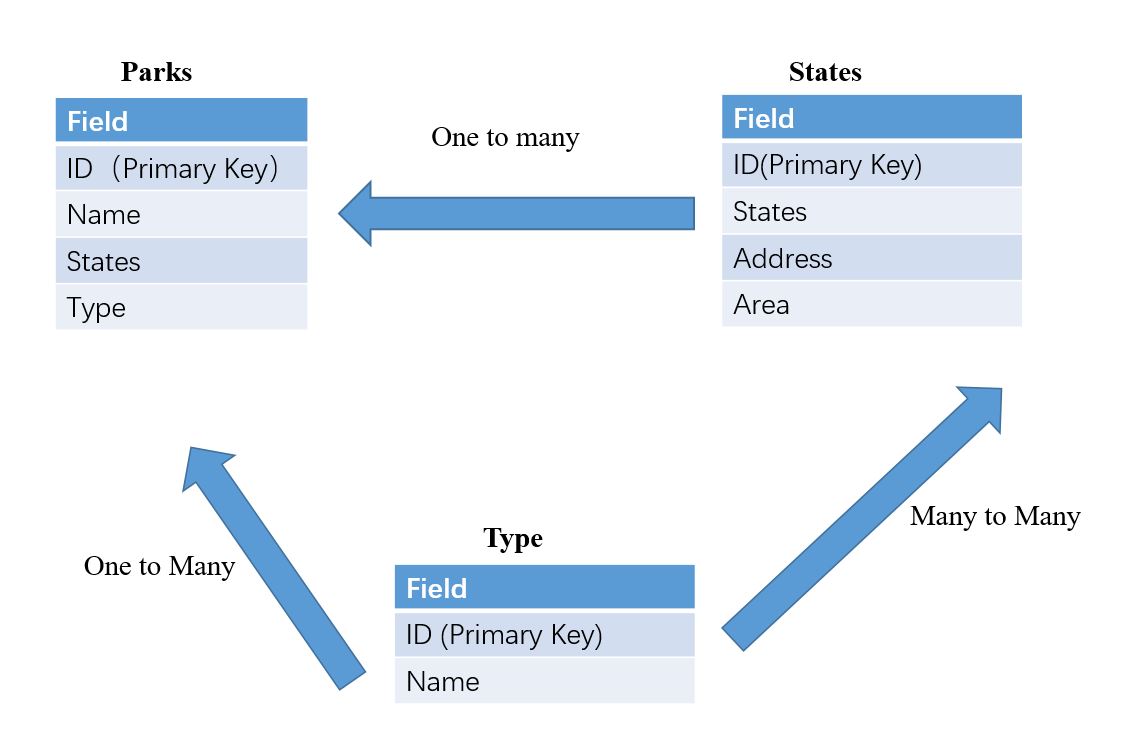 Parks
Field
ID（Primary Key）
Name
States
Type
One to many
States
Field
ID(Primary Key)
States
Address
Area
One to Many
Type
Field
ID (Primary Key)
Name
Many to Many